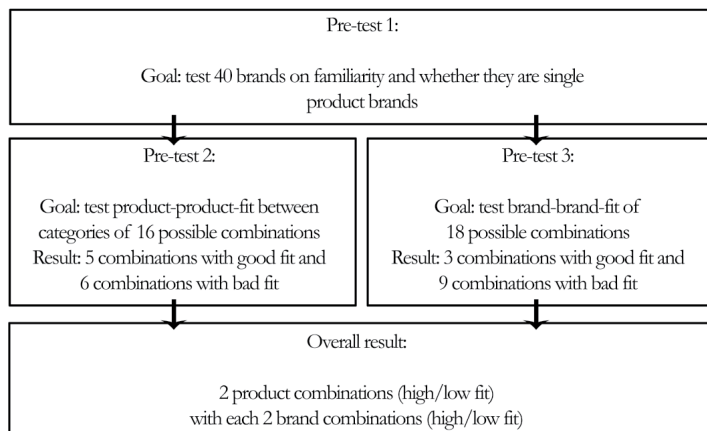 Pre-test 1:
Goal: test 40 brands on familiarity and whether they are single
product brands
Pre-test 2:
Goal: test product-product-fit between
categories of 16 possible combinations
Result: 5 combinations with good fit and
6 combinations with bad fit
Pre-test 3:
Goal: test brand-brand-fit of
18 possible combinations
Result: 3 combinations with good fit and
9 combinations with bad fit
Overall result:
2 product combinations (high/low fit)
with each 2 brand combinations (high/low fit)